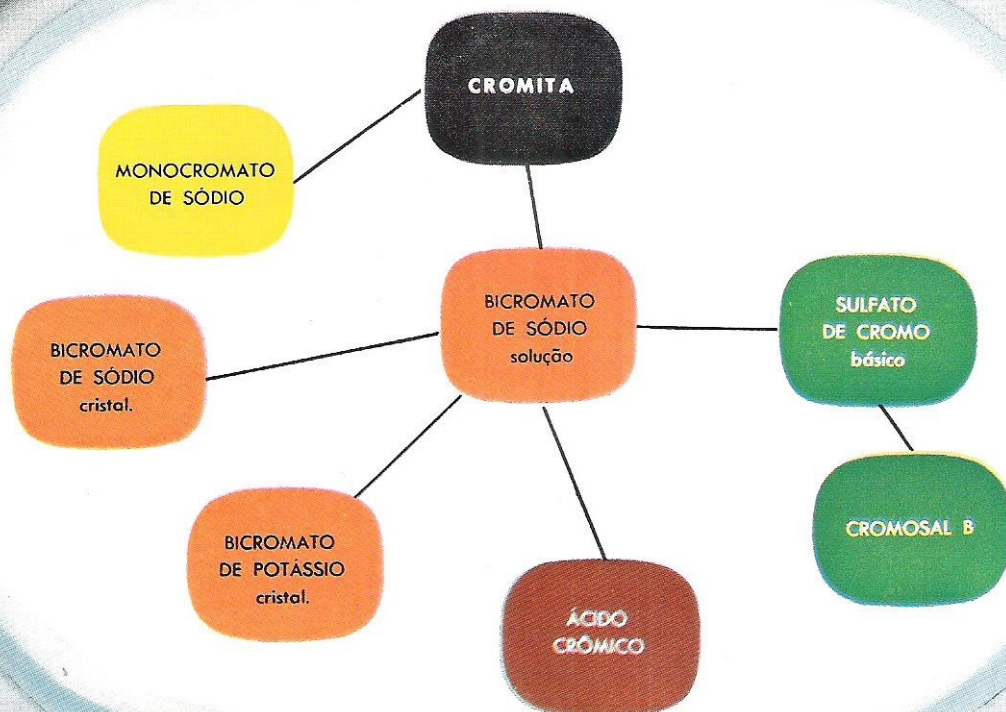 CROMITA
MONOCROMATO
DE SÓDIO
BICROMATO
DE SÓDIO
solução
SULFATO
DE CROMO
básico
BICROMATO
DE SÓDIO
cristal.
CROMOSAL B
BICROMATO
DE POTÁSSIO
cristal.
ÁCIDO
CRÔMICO